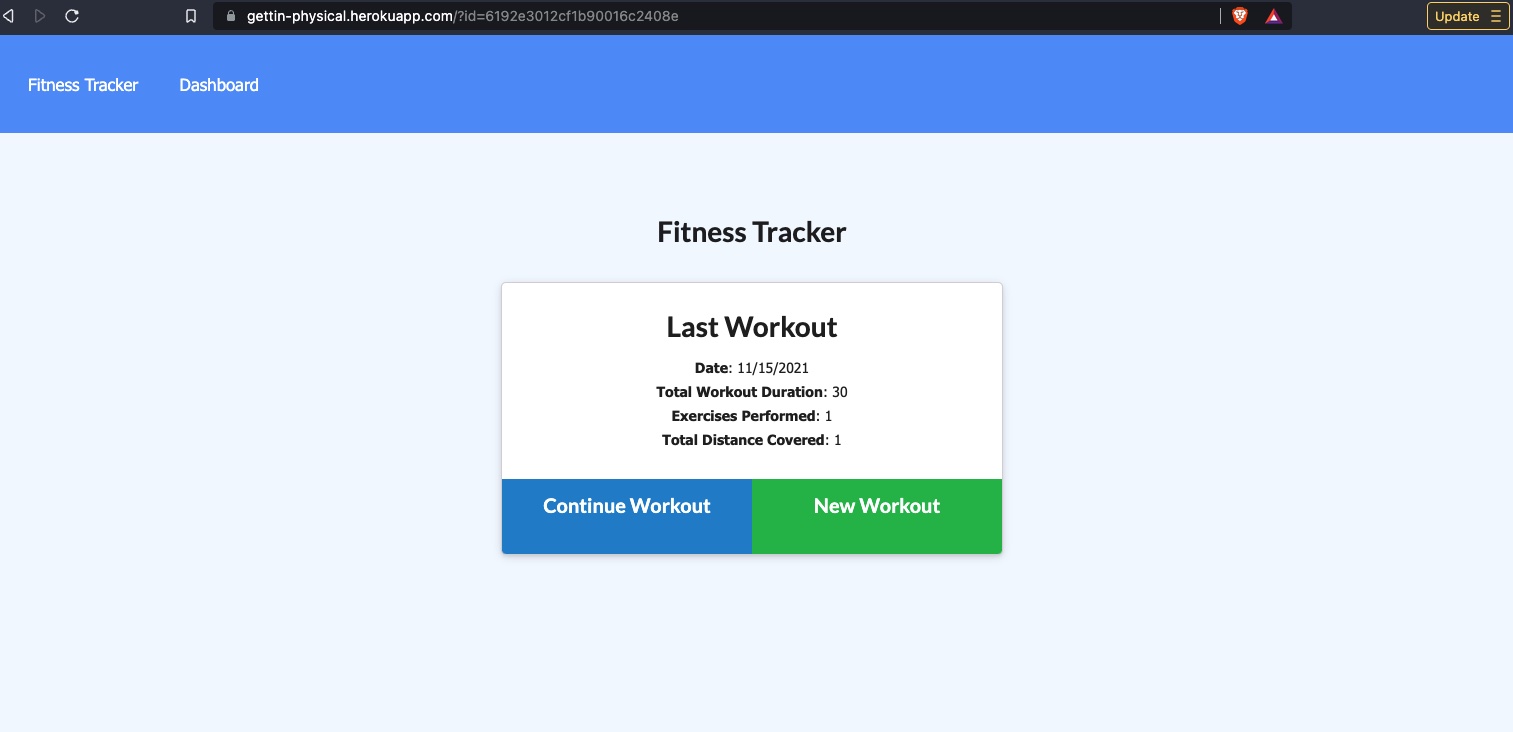 gettin-physical.herokuapp.com/?id=6192e3012cf1b90016c2408e
Update
Fitness Tracker Dashboard
Fitness Tracker
Last Workout
Date: 11/15/2021
Total Workout Duration: 30
Exercises Performed: 1
Total Distance Covered: 1
Continue Workout New Workout